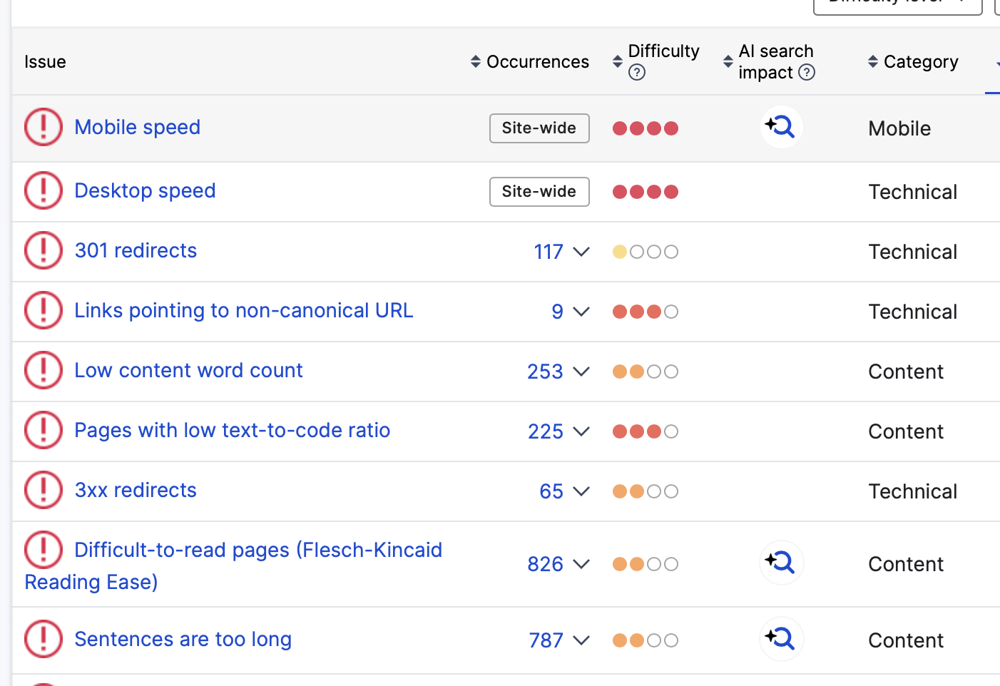 Difficulty level
Issue Occurrences Difficulty ? AI search impact ? Category
Mobile speed Site-wide Mobile
Desktop speed Site-wide Technical
301 redirects 117 Technical
Links pointing to non-canonical URL 9 Technical
Low content word count 253 Content
Pages with low text-to-code ratio 225 Content
3xx redirects 65 Technical
Difficult-to-read pages (Flesch-Kincaid
Reading Ease) 826 Content
Sentences are too long 787 Content